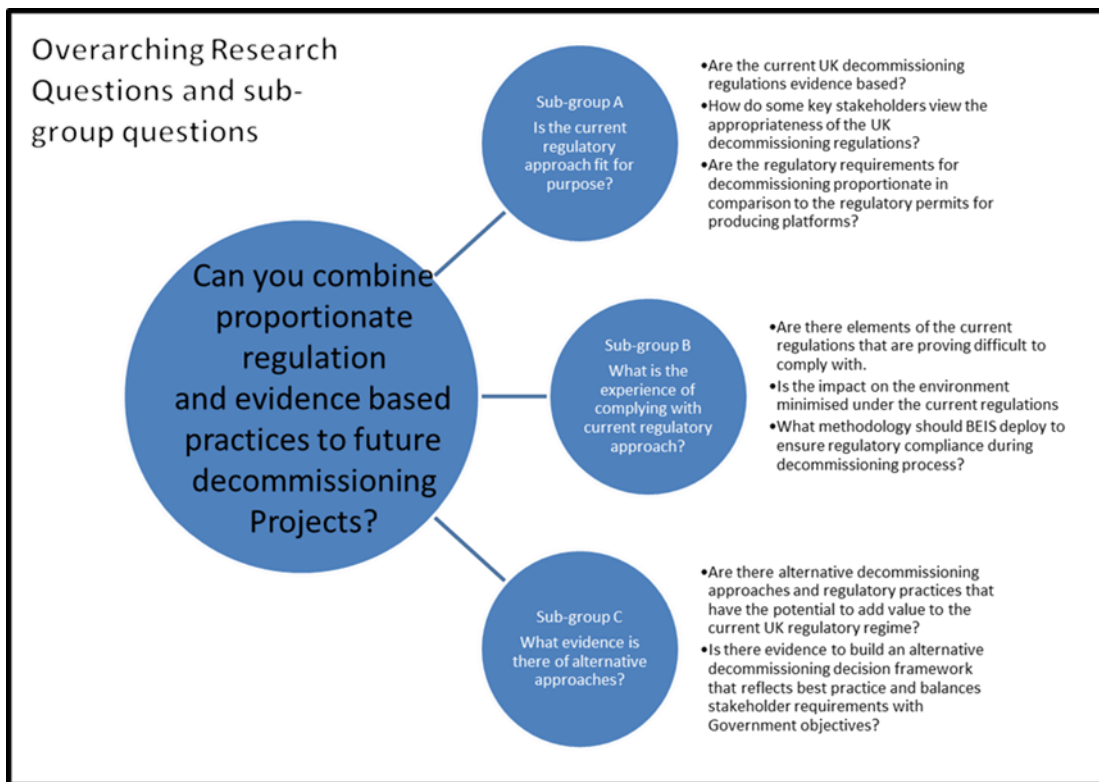 Overarching Research
Questions and sub-
group questions
Sub-group A
Is the current
regulatory
approach fit for
purpose?
•Are the current UK decommissioning
regulations evidence based?
•How do some key stakeholders view the
appropriateness of the UK
decommissioning regulations?
•Are the regulatory requirements for
decommissioning proportionate in
comparison to the regulatory permits for
producing platforms?
Can you combine
proportionate
regulation
and evidence based
practices to future
decommissioning
Projects?
Sub-group B
What is the
experience of
complying with
current regulatory
approach?
•Are there elements of the current
regulations that are proving difficult to
comply with.
•Is the impact on the environment
minimised under the current regulations
•What methodology should BEIS deploy to
ensure regulatory compliance during
decommissioning process?
Sub-group C
What evidence is
there of alternative
approaches?
•Are there alternative decommissioning
approaches and regulatory practices that
have the potential to add value to the
current UK regulatory regime?
•Is there evidence to build an alternative
decommissioning decision framework
that reflects best practice and balances
stakeholder requirements with
Government objectives?